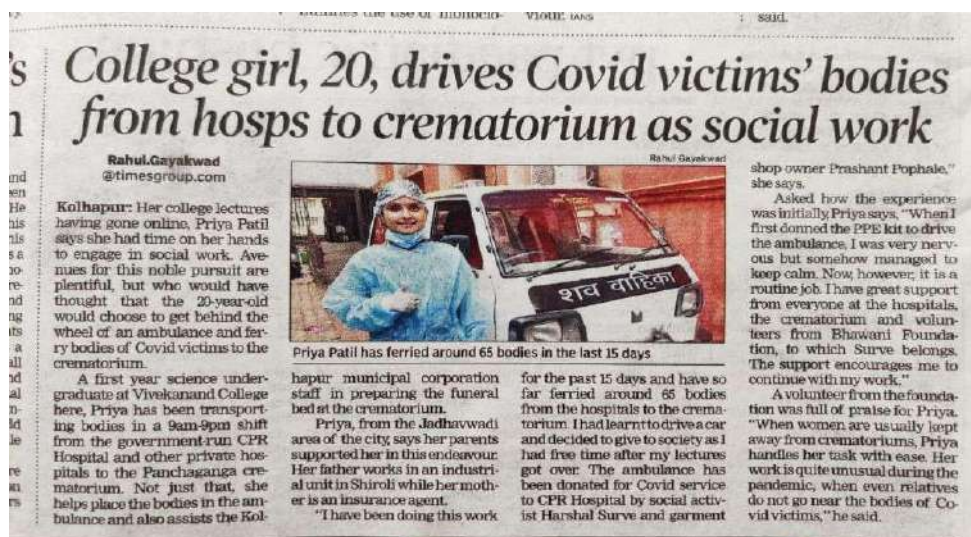 viour. IANS
said.
College girl, 20, drives Covid victims’ bodies
from hosps to crematorium as social work
Rahul.Gayakwad
@timesgroup.com
Kolhapur: Her college lectures
having gone online, Priya Patil
says she had time on her hands
to engage in social work. Ave-
nues for this noble pursuit are
plentiful, but who would have
thought that the 20-year-old
would choose to get behind the
wheel of an ambulance and fer-
ry bodies of Covid victims to the
crematorium.
A first year science under-
graduate at Vivekanand College
here, Priya has been transport-
ing bodies in a 9am-9pm shift
from the government-run CPR
Hospital and other private hos-
pitals to the Panchaganga cre-
matorium. Not just that, she
helps place the bodies in the am-
bulance and also assists the Kol-
Rahul Gayakwad
शव वाहिका
Priya Patil has ferried around 65 bodies in the last 15 days
hapur municipal corporation
staff in preparing the funeral
bed at the crematorium.
Priya, from the Jadhavwadi
area of the city, says her parents
supported her in this endeavour.
Her father works in an industri-
al unit in Shiroli while her moth-
er is an insurance agent.
“I have been doing this work
for the past 15 days and have so
far ferried around 65 bodies
from the hospitals to the crema-
torium. I had learnt to drive a car
and decided to give to society as I
had free time after my lectures
got over. The ambulance has
been donated for Covid service
to CPR Hospital by social activ-
ist Harshal Surve and garment
shop owner Prashant Pophale,”
she says.
Asked how the experience
was initially, Priya says, “When I
first donned the PPE kit to drive
the ambulance, I was very nerv-
ous but somehow managed to
keep calm. Now, however, it is a
routine job. I have great support
from everyone at the hospitals,
the crematorium and volun-
teers from Bhawani Founda-
tion, to which Surve belongs.
The support encourages me to
continue with my work.”
A volunteer from the founda-
tion was full of praise for Priya.
“When women are usually kept
away from crematoriums, Priya
handles her task with ease. Her
work is quite unusual during the
pandemic, when even relatives
do not go near the bodies of Co-
vid victims,” he said.